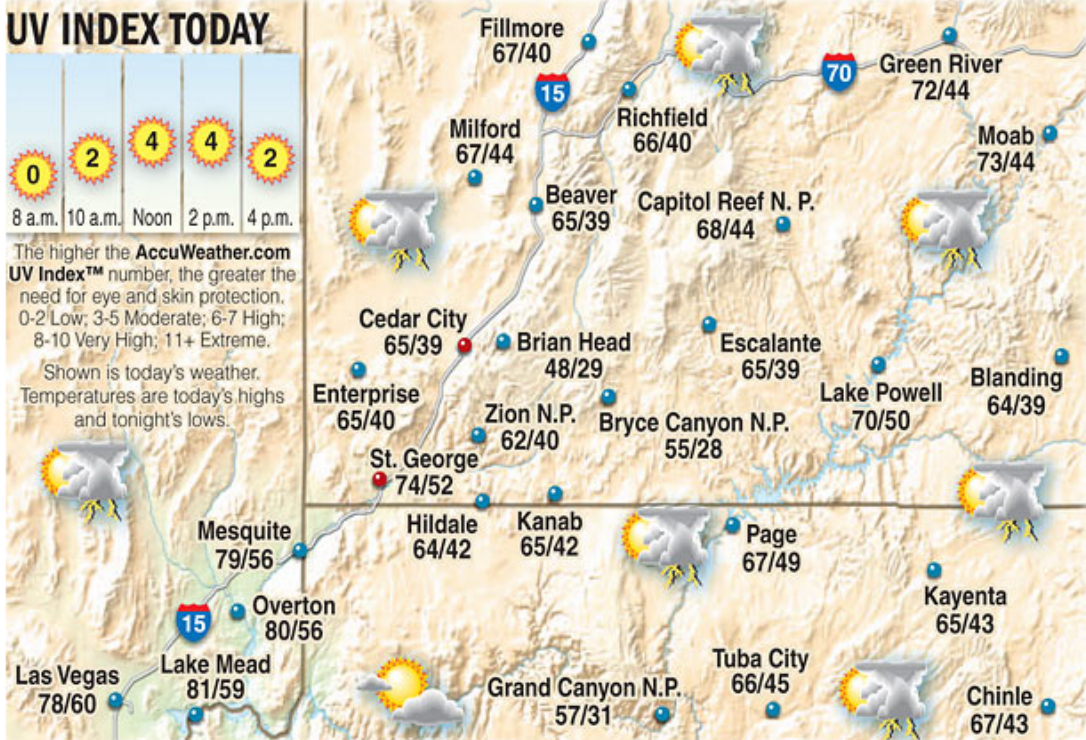 UV INDEX TODAY
0
2
4
4
2
8 a.m.
10 a.m.
Noon
2 p.m.
4 p.m.
The higher the AccuWeather.com
UV Index™ number, the greater the
need for eye and skin protection.
0-2 Low; 3-5 Moderate; 6-7 High;
8-10 Very High; 11+ Extreme.
Shown is today's weather.
Temperatures are today's highs
and tonight's lows.
Fillmore
67/40
15
70
Green River
72/44
Richfield
66/40
Milford
67/44
Moab
73/44
Beaver
65/39
Capitol Reef N. P.
68/44
Cedar City
65/39
Brian Head
48/29
Escalante
65/39
Enterprise
65/40
Lake Powell
70/50
Blanding
64/39
Zion N.P.
62/40
Bryce Canyon N.P.
55/28
St. George
74/52
Hildale
64/42
Kanab
65/42
Mesquite
79/56
Page
67/49
Overton
80/56
15
Kayenta
65/43
Las Vegas
78/60
Lake Mead
81/59
Grand Canyon N.P.
57/31
Tuba City
66/45
Chinle
67/43